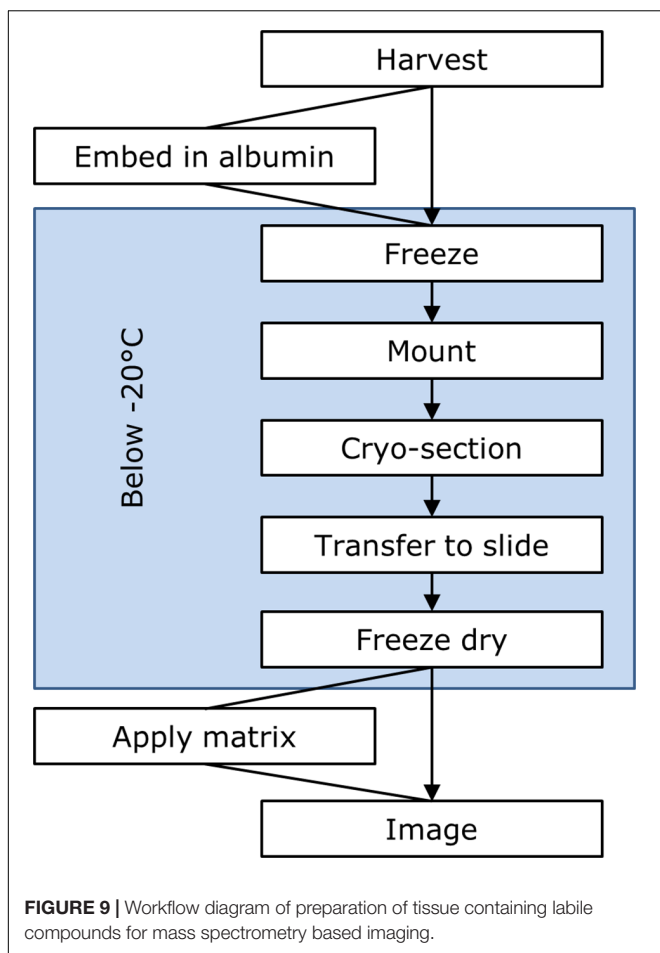 Harvest
Embed in albumin
Freeze
Mount
Below -20°C
Cryo-section
Transfer to slide
Freeze dry
Apply matrix
Image
FIGURE 9 | Workflow diagram of preparation of tissue containing labile
compounds for mass spectrometry based imaging.